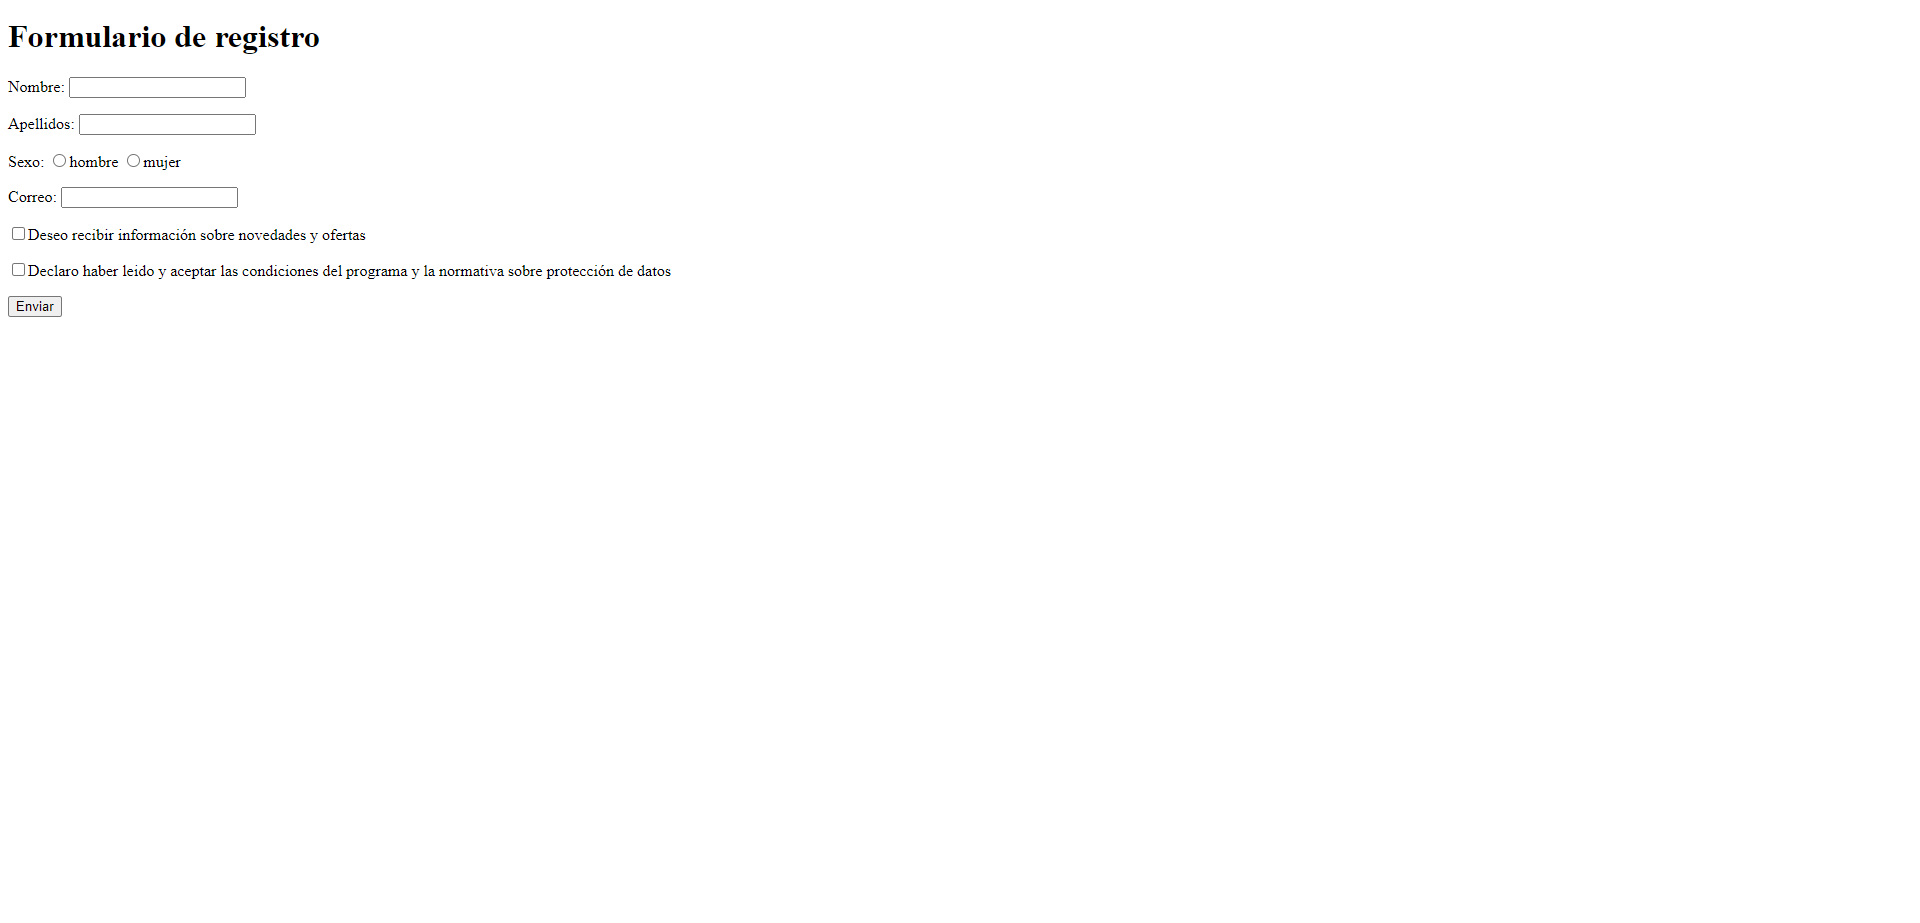 Formulario de registro
Nombre:
Apellidos:
Sexo: hombre mujer
Correo:
Deseo recibir información sobre novedades y ofertas
Declaro haber leido y aceptar las condiciones del programa y la normativa sobre protección de datos
Enviar